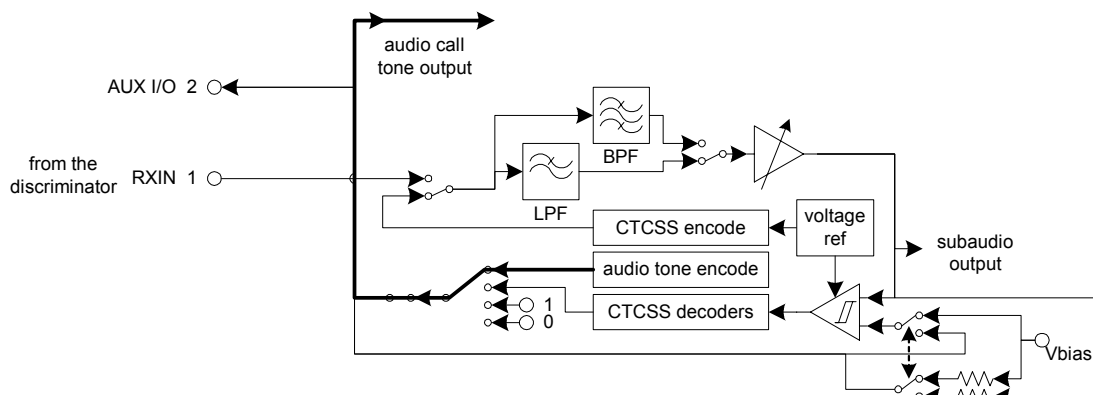 audio call
tone output
AUX I/O 2
from the
discriminator
RXIN 1
BPF
LPF
CTCSS encode
voltage
ref
subaudio
output
audio tone encode
CTCSS decoders
1
0
Vbias